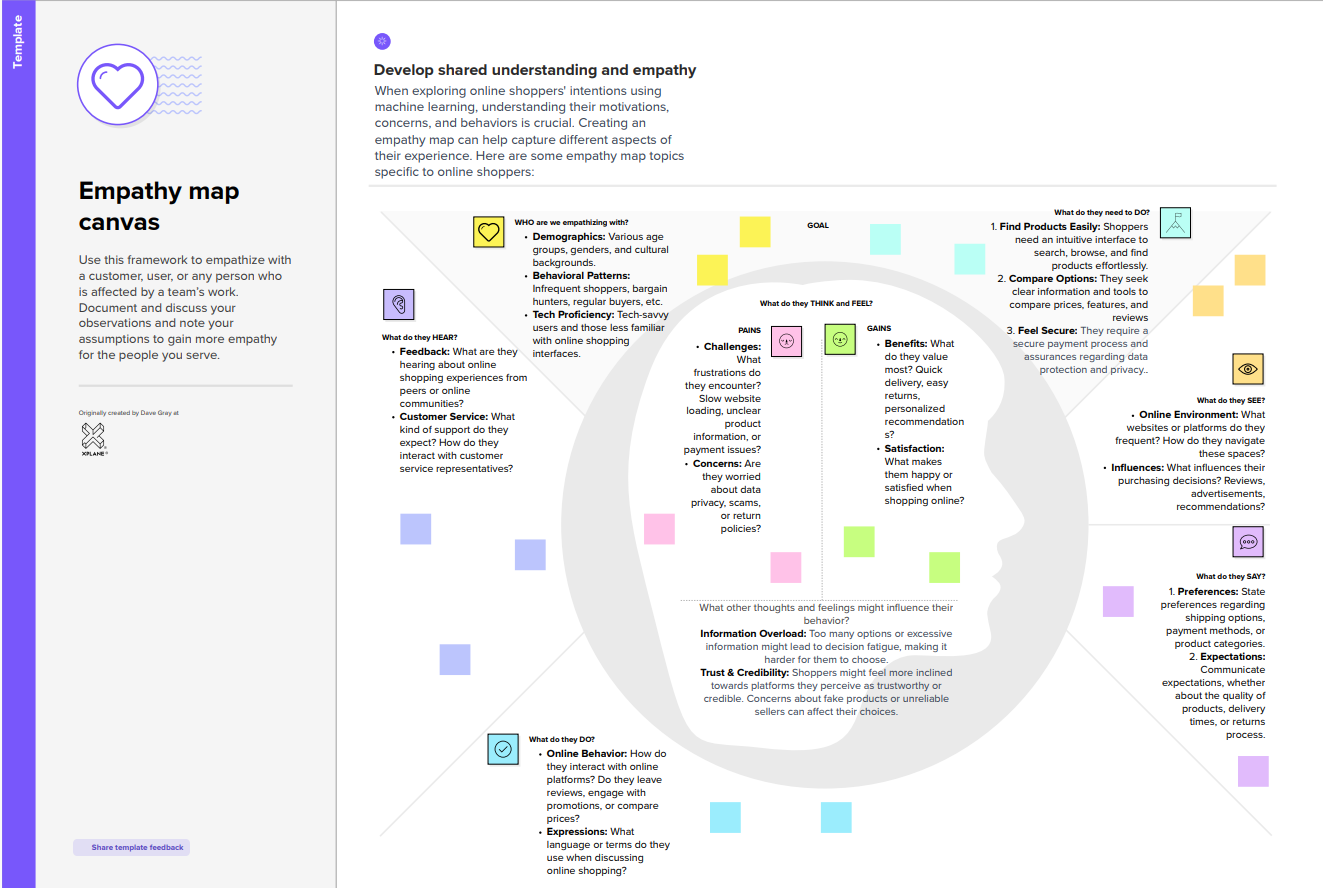 Template
Empathy map
canvas
Use this framework to empathize with
a customer, user, or any person who
is affected by a team's work.
Document and discuss your
observations and note your
assumptions to gain more empathy
for the people you serve.
Originally created by Dave Gray at
XPLANE
Share template feedback
Develop shared understanding and empathy
When exploring online shoppers' intentions using
machine learning, understanding their motivations,
concerns, and behaviors is crucial. Creating an
empathy map can help capture different aspects of
their experience. Here are some empathy map topics
specific to online shoppers:
WHO are we empathizing with?
• Demographics: Various age
groups, genders, and cultural
backgrounds.
• Behavioral Patterns:
Infrequent shoppers, bargain
hunters, regular buyers, etc.
• Tech Proficiency: Tech-savvy
users and those less familiar
with online shopping
interfaces.
GOAL
What do they need to DO?
1. Find Products Easily: Shoppers
need an intuitive interface to
search, browse, and find
products effortlessly.
2. Compare Options: They seek
clear information and tools to
compare prices, features, and
reviews
3. Feel Secure: They require a
secure payment process and
assurances regarding data
protection and privacy..
What do they HEAR?
• Feedback: What are they
hearing about online
shopping experiences from
peers or online
communities?
• Customer Service: What
kind of support do they
expect? How do they
interact with customer
service representatives?
What do they THINK and FEEL?
PAINS
• Challenges:
What
frustrations do
they encounter?
Slow website
loading, unclear
product
information, or
payment issues?
• Concerns: Are
they worried
about data
privacy, scams,
or return
policies?
GAINS
• Benefits: What
do they value
most? Quick
delivery, easy
returns,
personalized
recommendation
s?
• Satisfaction:
What makes
them happy or
satisfied when
shopping online?
What other thoughts and feelings might influence their
behavior?
Information Overload: Too many options or excessive
information might lead to decision fatigue, making it
harder for them to choose.
Trust & Credibility: Shoppers might feel more inclined
towards platforms they perceive as trustworthy or
credible. Concerns about fake products or unreliable
sellers can affect their choices.
What do they SEE?
• Online Environment: What
websites or platforms do they
frequent? How do they navigate
these spaces?
• Influences: What influences their
purchasing decisions? Reviews,
advertisements,
recommendations?
What do they SAY?
1. Preferences: State
preferences regarding
shipping options,
payment methods, or
product categories.
2. Expectations:
Communicate
expectations, whether
about the quality of
products, delivery
times, or returns
process.
What do they DO?
• Online Behavior: How do
they interact with online
platforms? Do they leave
reviews, engage with
promotions, or compare
prices?
• Expressions: What
language or terms do they
use when discussing
online shopping?